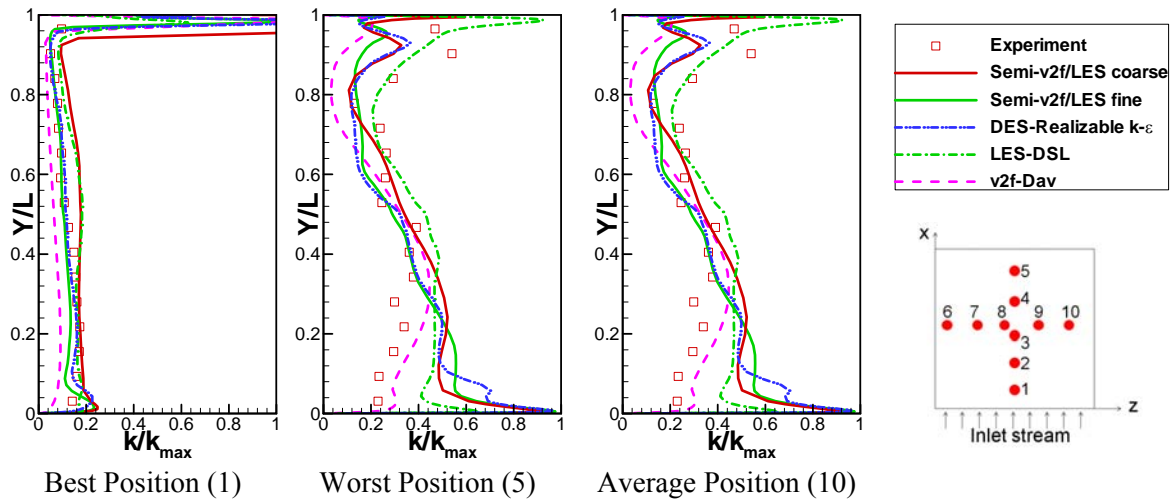 Y/L
1
0.8
0.6
0.4
0.2
0
0 0.2 0.4 0.6 0.8 1
k/kmax
Best Position (1)
Y/L
1
0.8
0.6
0.4
0.2
0
0 0.2 0.4 0.6 0.8 1
k/kmax
Worst Position (5)
Y/L
1
0.8
0.6
0.4
0.2
0
0 0.2 0.4 0.6 0.8 1
k/kmax
Average Position (10)
Experiment
Semi-v2f/LES coarse
Semi-v2f/LES fine
DES-Realizable k-ε
LES-DSL
v2f-Dav
x
5
4
6 7 8 9 10
3
2
1
z
Inlet stream